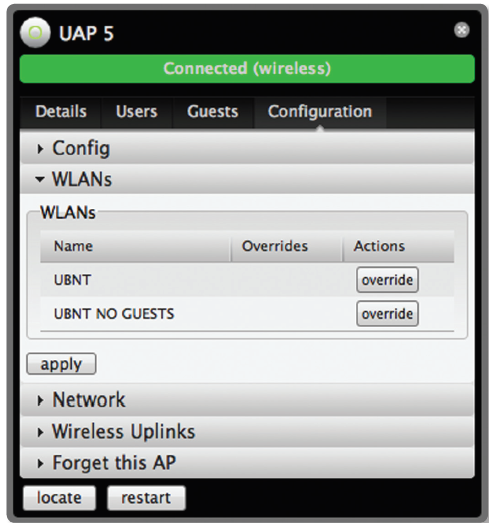 UAP 5
Connected (wireless)
Details Users Guests Configuration
Config
WLANs
WLANs
Name Overrides Actions
UBNT override
UBNT NO GUESTS override
apply
Network
Wireless Uplinks
Forget this AP
locate restart